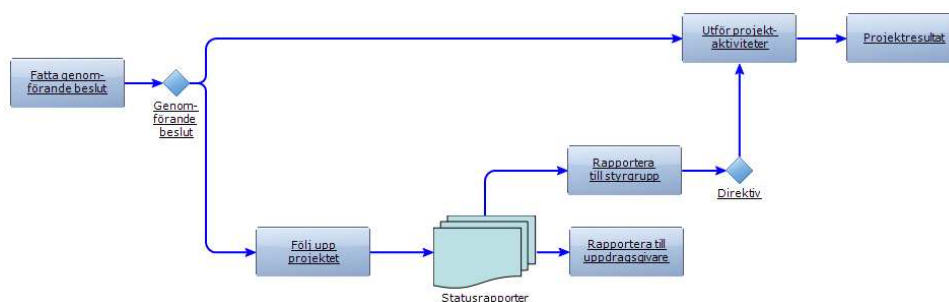 Fatta genom-
förande beslut
Genom-
förande
beslut
Utför projekt-
aktiviteter
Projektresultat
Rapportera
till styrgrupp
Direktiv
Följ upp
projektet
Statusrapporter
Rapportera till
uppdragsgivare